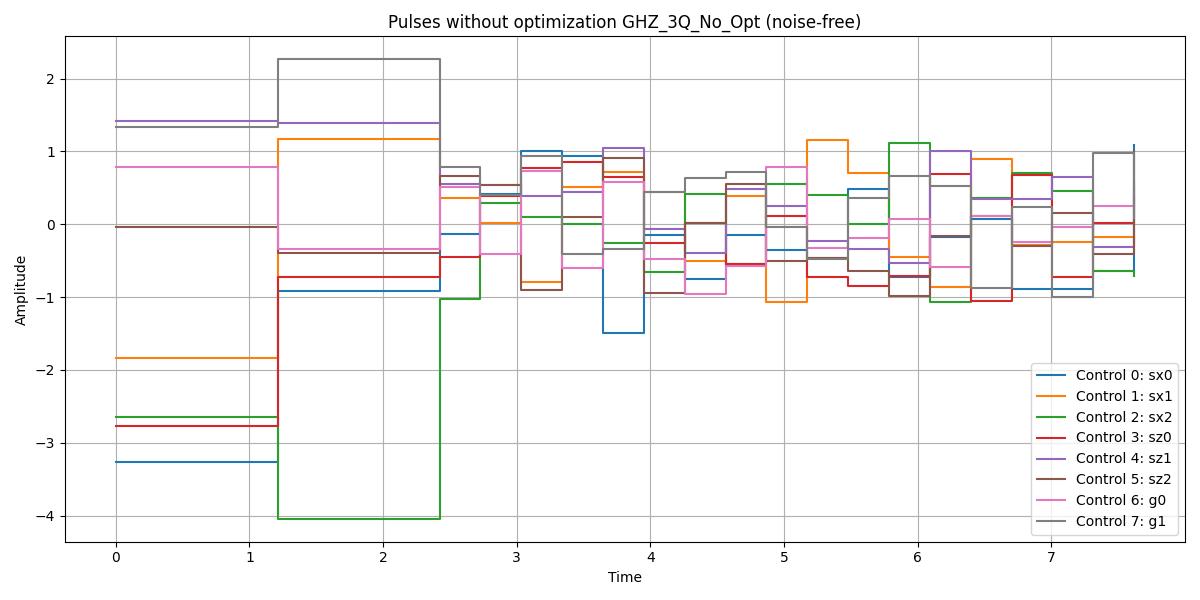 Pulses without optimization GHZ_3Q_No_Opt (noise-free)
Amplitude
2
1
0
−1
−2
−3
−4
Control 0: sx0
Control 1: sx1
Control 2: sx2
Control 3: sz0
Control 4: sz1
Control 5: sz2
Control 6: g0
Control 7: g1
0 1 2 3 4 5 6 7
Time